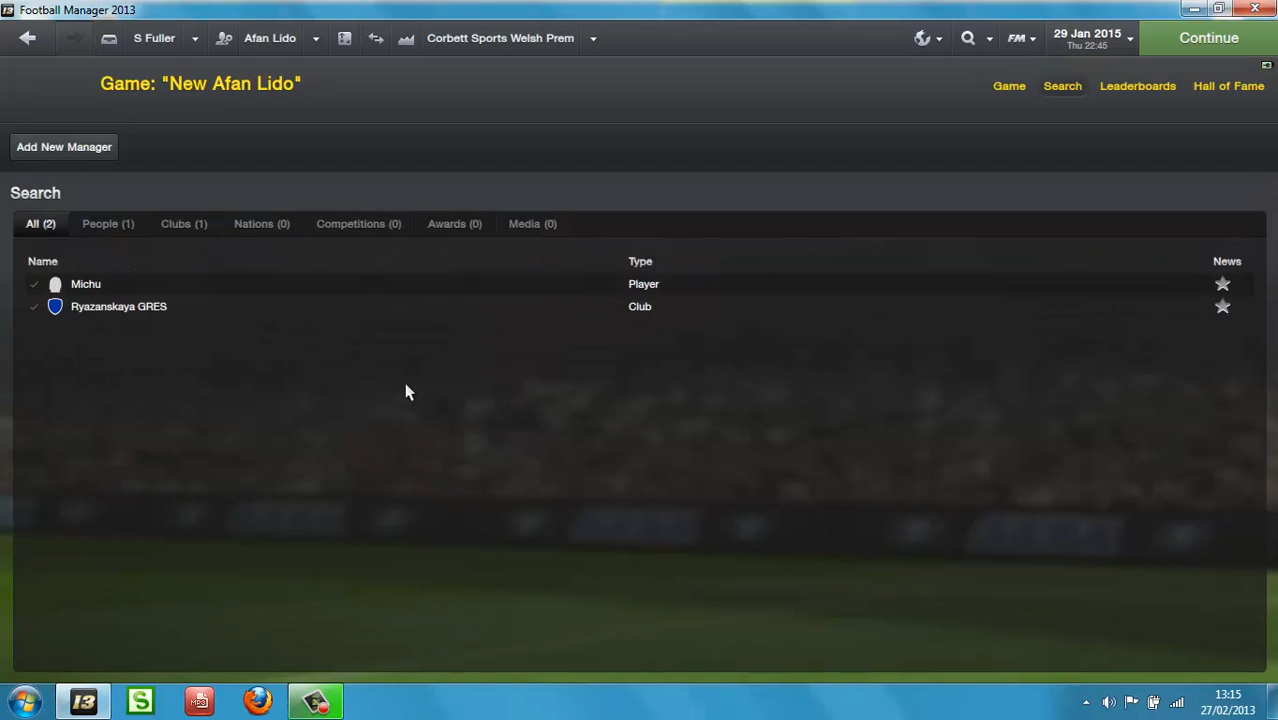 13 Football Manager 2013
S Fuller Afan Lido Corbett Sports Welsh Prem FM 29 Jan 2015 Continue
Thu 22:45
Game: "New Afan Lido" Game Search Leaderboards Hall of Fame
Add New Manager
Search
All (2) People (1) Clubs (1) Nations (0) Competitions (0) Awards (0) Media (0)
Name Type News
Michu Player
Ryazanskaya GRES Club
13 S MP3 13:15
27/02/2013